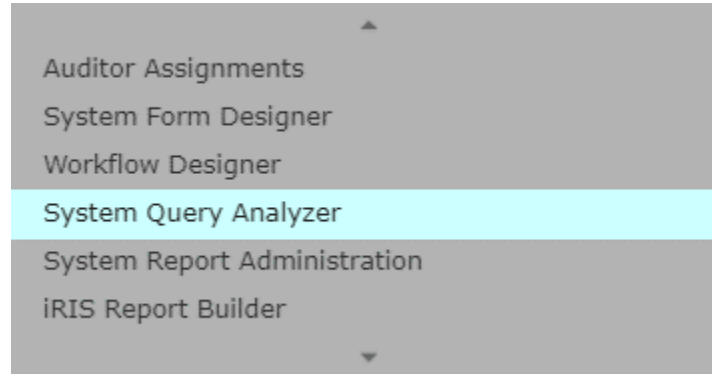 Auditor Assignments
System Form Designer
Workflow Designer
System Query Analyzer
System Report Administration
iRIS Report Builder